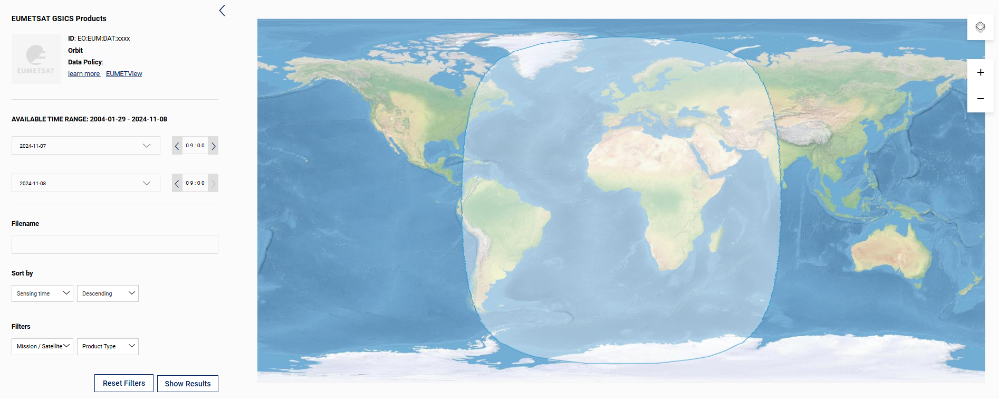 EUMETSAT GSICS Products
EUMETSAT
ID: EO:EUM:DAT:xxxx
Orbit
Data Policy:
learn more EUMETView
AVAILABLE TIME RANGE: 2004-01-29 - 2024-11-08
2024-11-07 09:00
2024-11-08 09:00
Filename
Sort by
Sensing time Descending
Filters
Mission / Satellite Product Type
Reset Filters Show Results
+
−